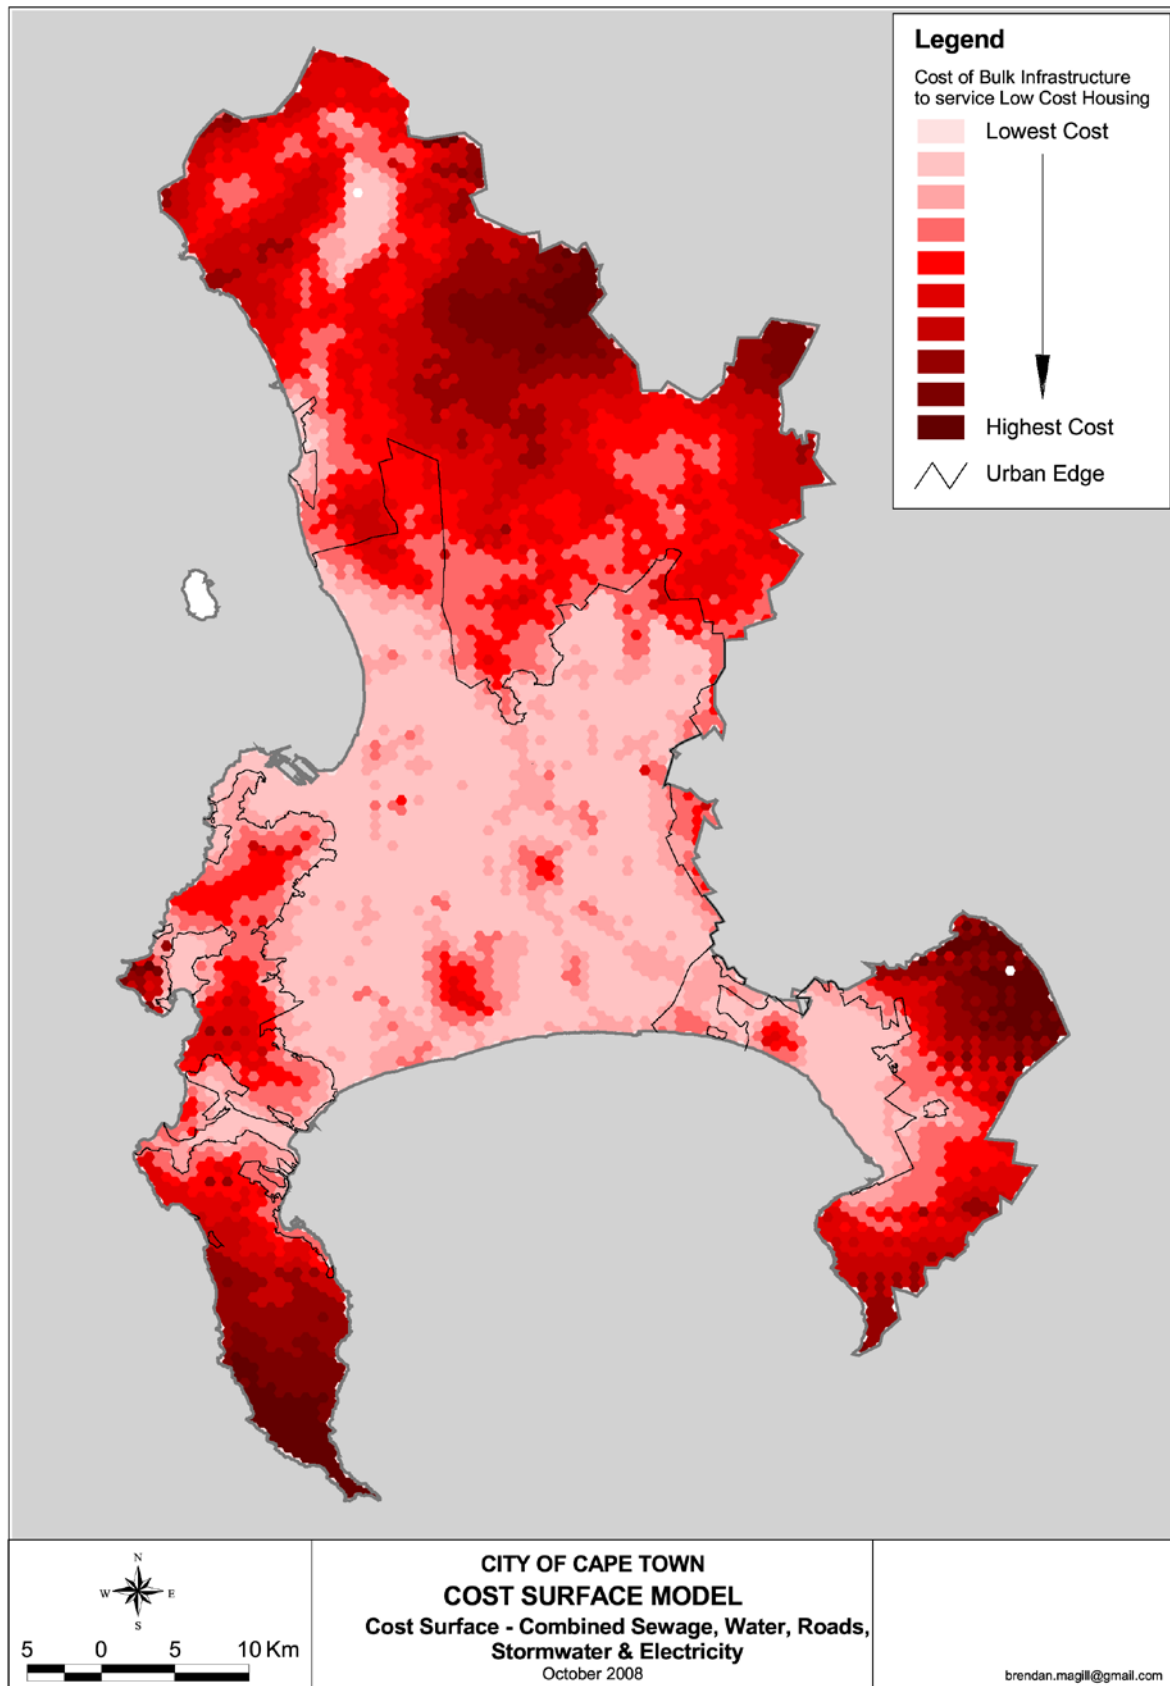 Legend
Cost of Bulk Infrastructure
to service Low Cost Housing
Lowest Cost
Highest Cost
Urban Edge
N
W E
S
5 0 5 10 Km
CITY OF CAPE TOWN
COST SURFACE MODEL
Cost Surface - Combined Sewage, Water, Roads,
Stormwater & Electricity
October 2008
brendan.magill@gmail.com